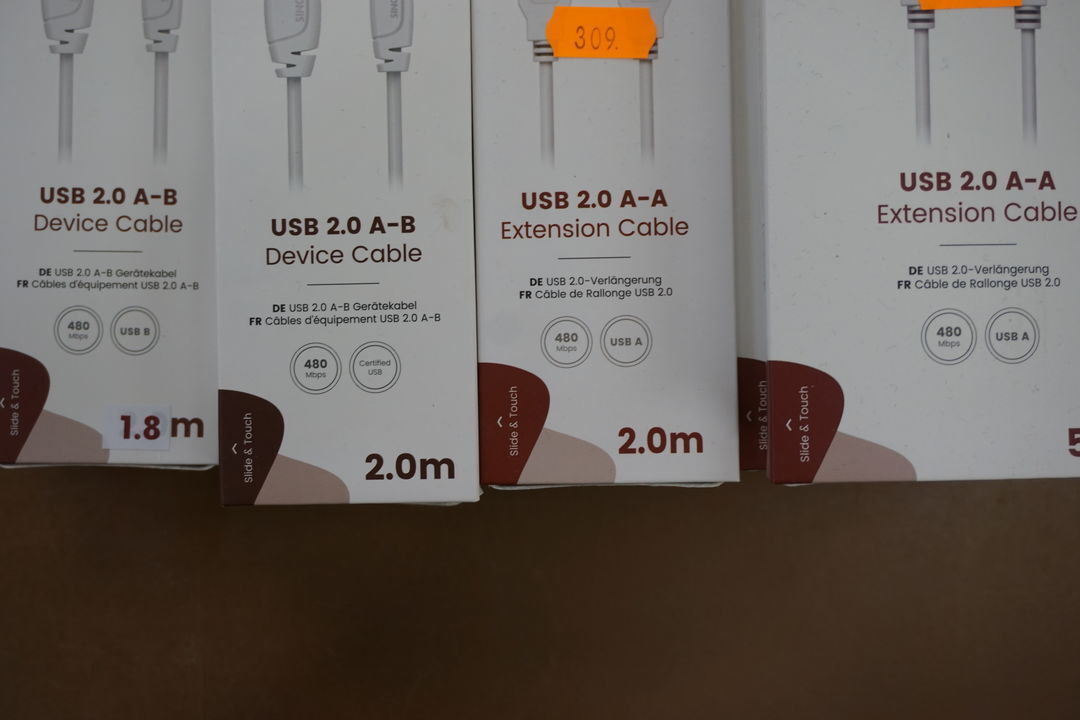 USB 2.0 A-B
Device Cable
DE USB 2.0 A-B Gerätekabel
FR Câbles d'équipement USB 2.0 A-B
480
Mbps
USB B
Slide & Touch
1.8 m
USB 2.0 A-B
Device Cable
DE USB 2.0 A-B Gerätekabel
FR Câbles d'équipement USB 2.0 A-B
480
Mbps
Certified
USB
Slide & Touch
2.0m
309.
USB 2.0 A-A
Extension Cable
DE USB 2.0-Verlängerung
FR Câble de Rallonge USB 2.0
480
Mbps
USB A
Slide & Touch
2.0m
Slide & Touch
USB 2.0 A-A
Extension Cable
DE USB 2.0-Verlängerung
FR Câble de Rallonge USB 2.0
480
Mbps
USB A
Slide & Touch
5